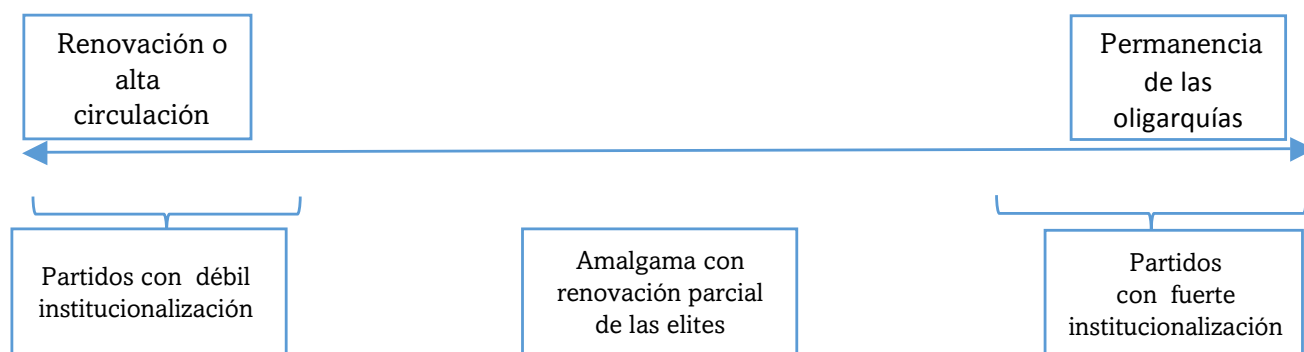 Renovación o
alta
circulación
Permanencia
de las
oligarquías
Partidos con débil
institucionalización
Amalgama con
renovación parcial
de las elites
Partidos
con fuerte
institucionalización